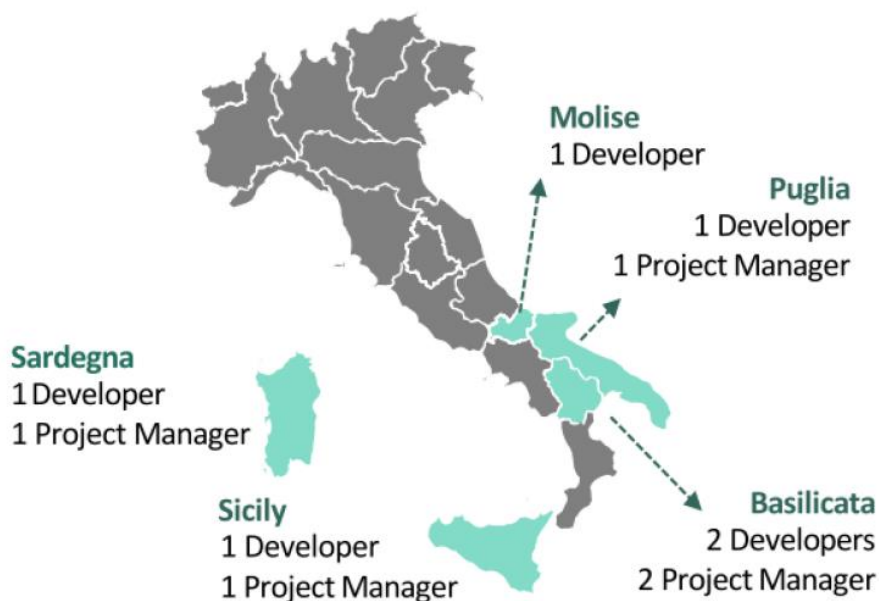 Molise
1 Developer
Puglia
1 Developer
1 Project Manager
Sardegna
1 Developer
1 Project Manager
Sicily
1 Developer
1 Project Manager
Basilicata
2 Developers
2 Project Manager